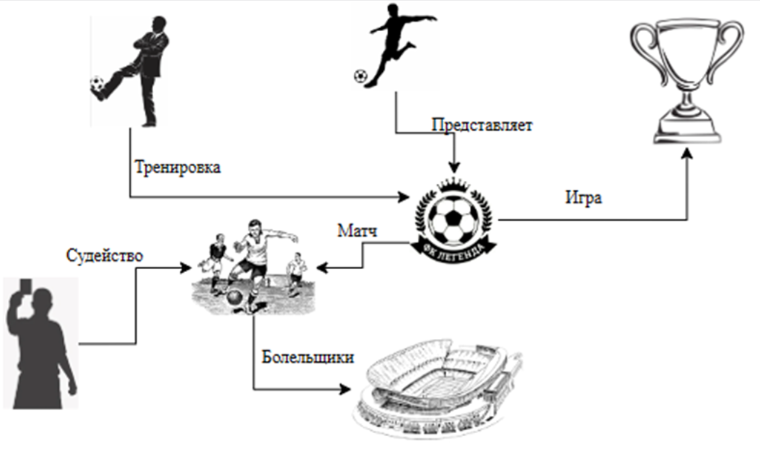 Представляет
Тренировка
Игра
Матч
ФК ЛЕГЕНДА
Судейство
Болельщики